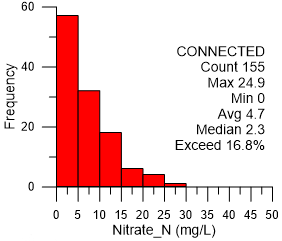 60
40
20
0
Frequency
CONNECTED
Count 155
Max 24.9
Min 0
Avg 4.7
Median 2.3
Exceed 16.8%
0 5 10 15 20 25 30 35 40 45 50
Nitrate_N (mg/L)